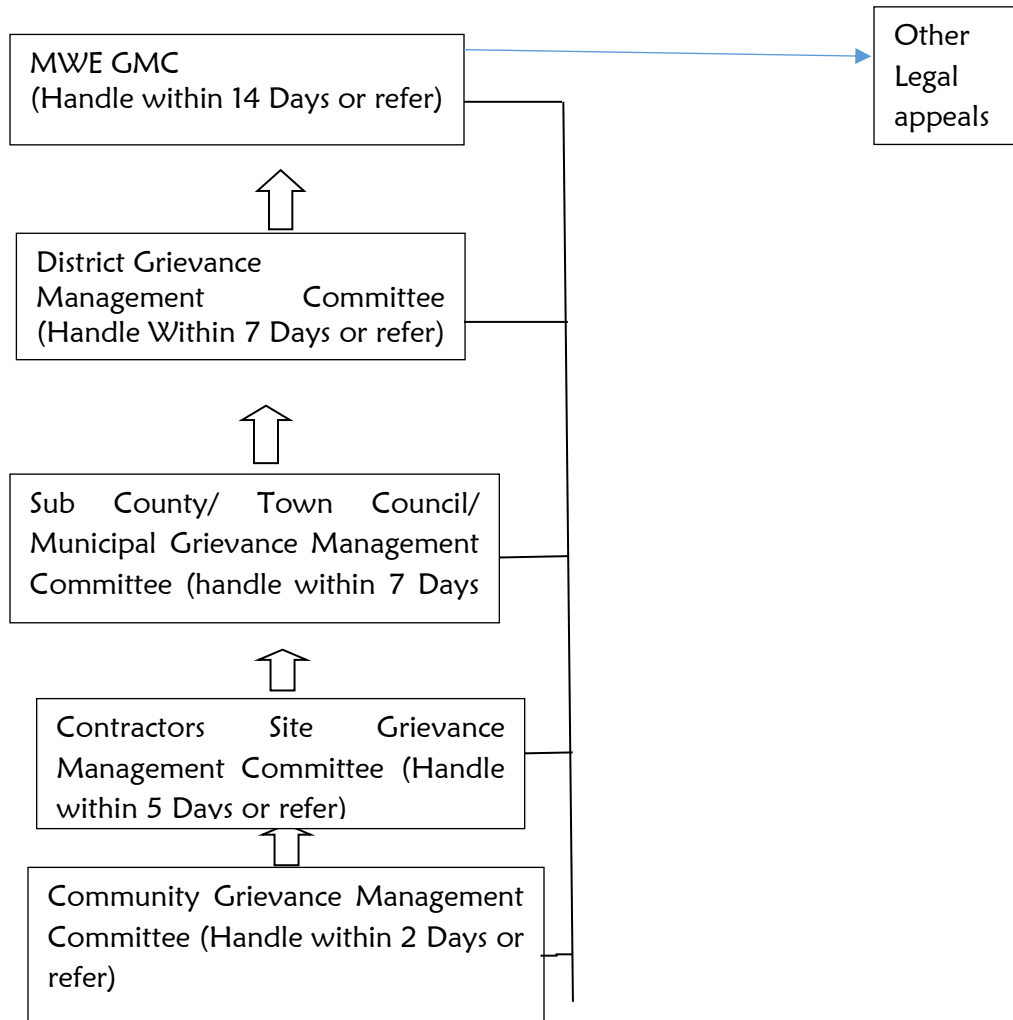 MWE GMC
(Handle within 14 Days or refer)
Other
Legal
appeals
District Grievance
Management Committee
(Handle Within 7 Days or refer)
Sub County/ Town Council/
Municipal Grievance Management
Committee (handle within 7 Days
Contractors Site Grievance
Management Committee (Handle
within 5 Days or refer)
Community Grievance Management
Committee (Handle within 2 Days or
refer)